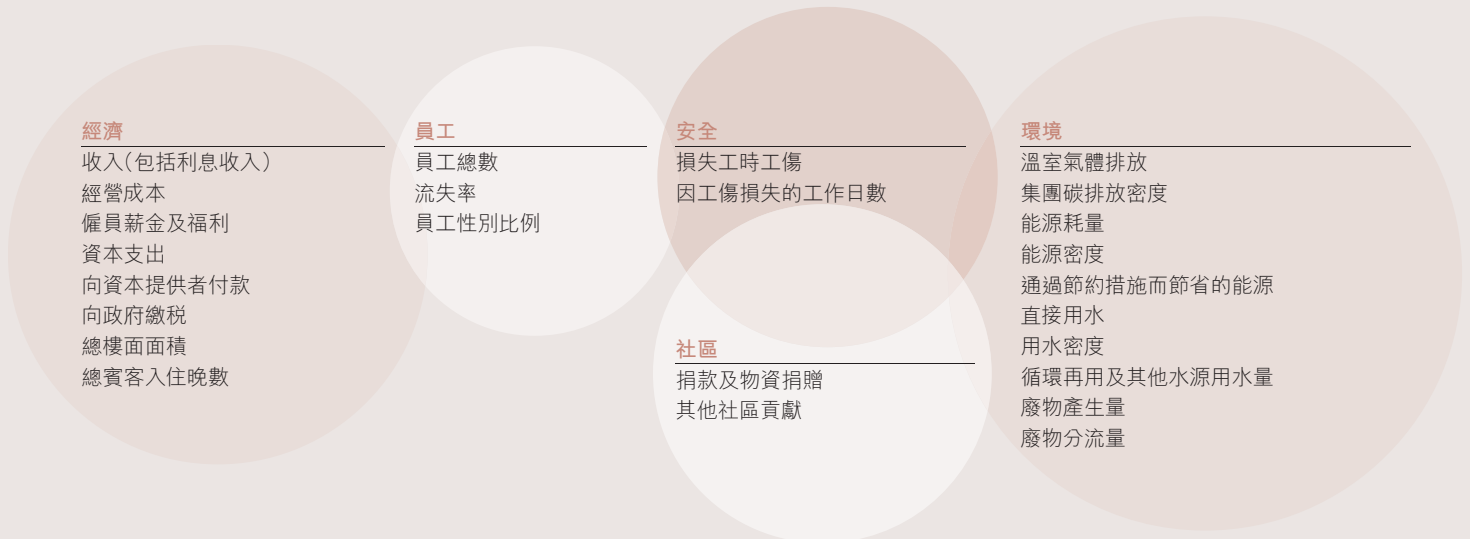 經濟
收入(包括利息收入)
經營成本
僱員薪金及福利
資本支出
向資本提供者付款
向政府繳稅
總樓面面積
總賓客入住晚數
員工
員工總數
流失率
員工性別比例
安全
損失工時工傷
因工傷損失的工作日數
社區
捐款及物資捐贈
其他社區貢獻
環境
溫室氣體排放
集團碳排放密度
能源耗量
能源密度
通過節約措施而節省的能源
直接用水
用水密度
循環再用及其他水源用水量
廢物產生量
廢物分流量